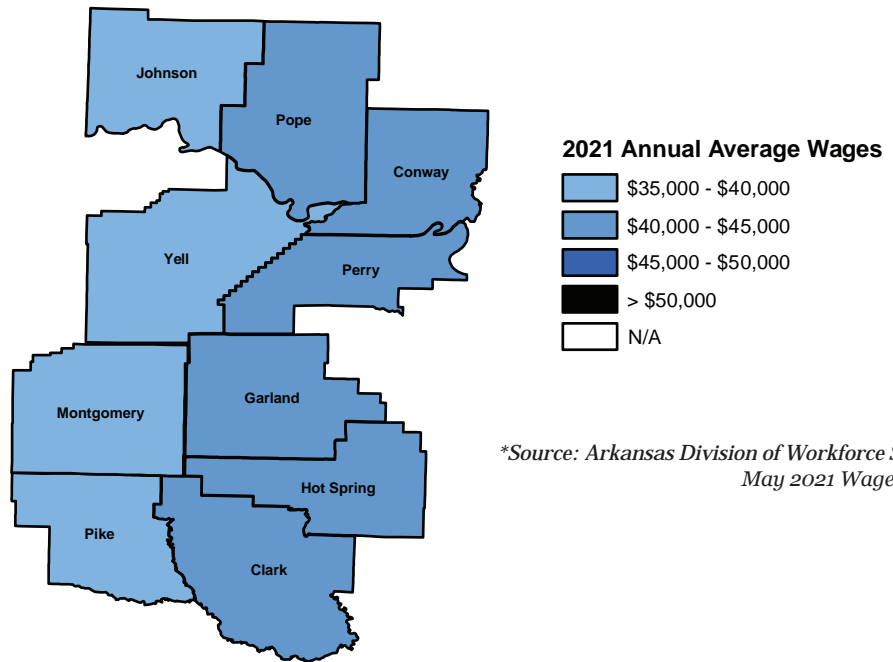 Johnson
Pope
Conway
Yell
Perry
Garland
Montgomery
Hot Spring
Pike
Clark
2021 Annual Average Wages
$35,000 - $40,000
$40,000 - $45,000
$45,000 - $50,000
> $50,000
N/A
*Source: Arkansas Division of Workforce S
May 2021 Wage